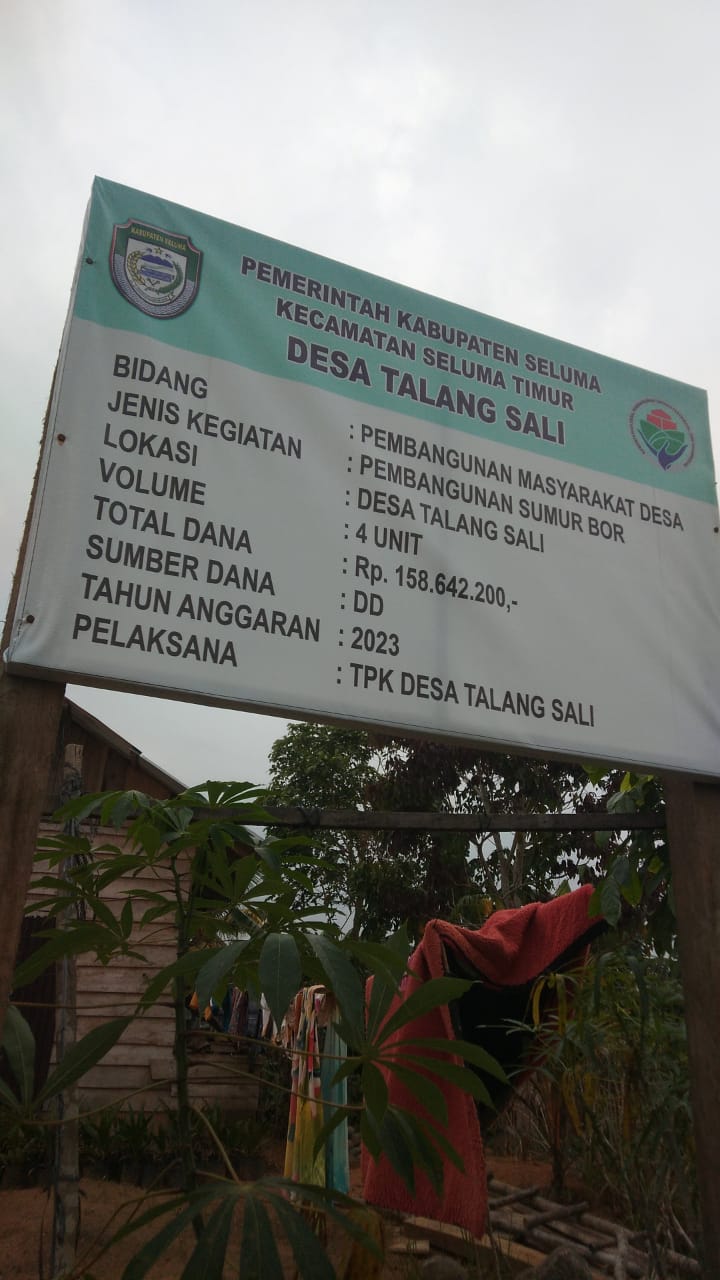 KABUPATEN SELUMA
PEMERINTAH KABUPATEN SELUMA
KECAMATAN SELUMA TIMUR
DESA TALANG SALI
BIDANG : PEMBANGUNAN MASYARAKAT DESA
JENIS KEGIATAN : PEMBANGUNAN SUMUR BOR
LOKASI : DESA TALANG SALI
VOLUME : 4 UNIT
TOTAL DANA : Rp. 158.642.200,-
SUMBER DANA : DD
TAHUN ANGGARAN : 2023
PELAKSANA : TPK DESA TALANG SALI